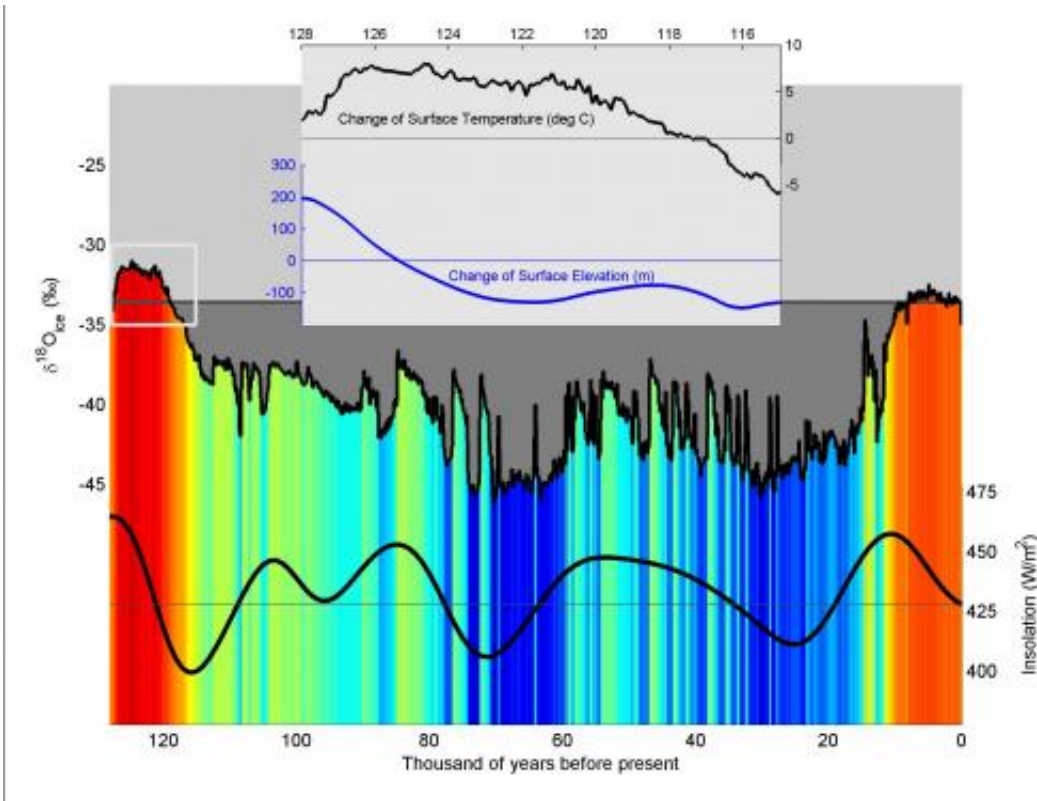 128 126 124 122 120 118 116
10
5
0
-5
Change of Surface Temperature (deg C)
300
200
100
0
-100
Change of Surface Elevation (m)
-25
-30
-35
-40
-45
δ18Oice (‰)
475
450
425
400
Insolation (W/m²)
120 100 80 60 40 20 0
Thousand of years before present